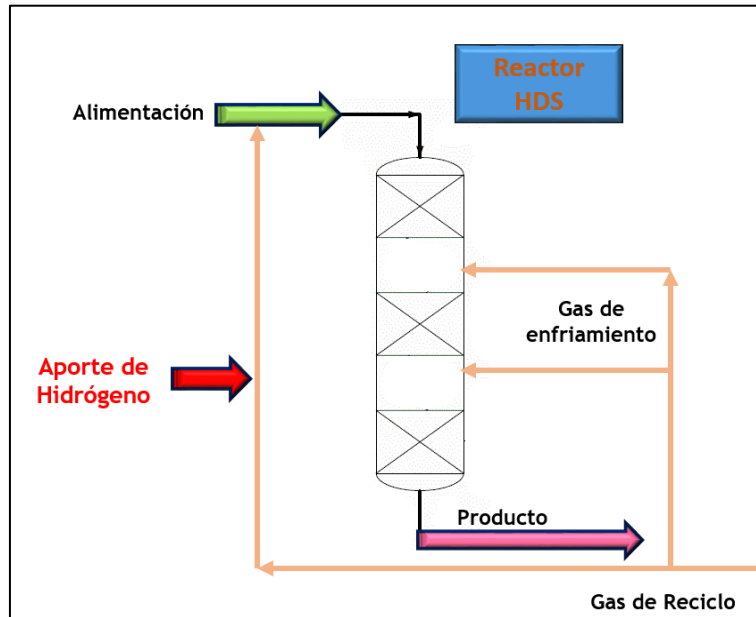 Reactor
HDS
Alimentación
Gas de
enfriamiento
Aporte de
Hidrógeno
Producto
Gas de Reciclo